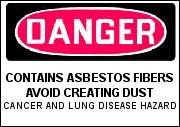 DANGER
CONTAINS ASBESTOS FIBERS
AVOID CREATING DUST
CANCER AND LUNG DISEASE HAZARD